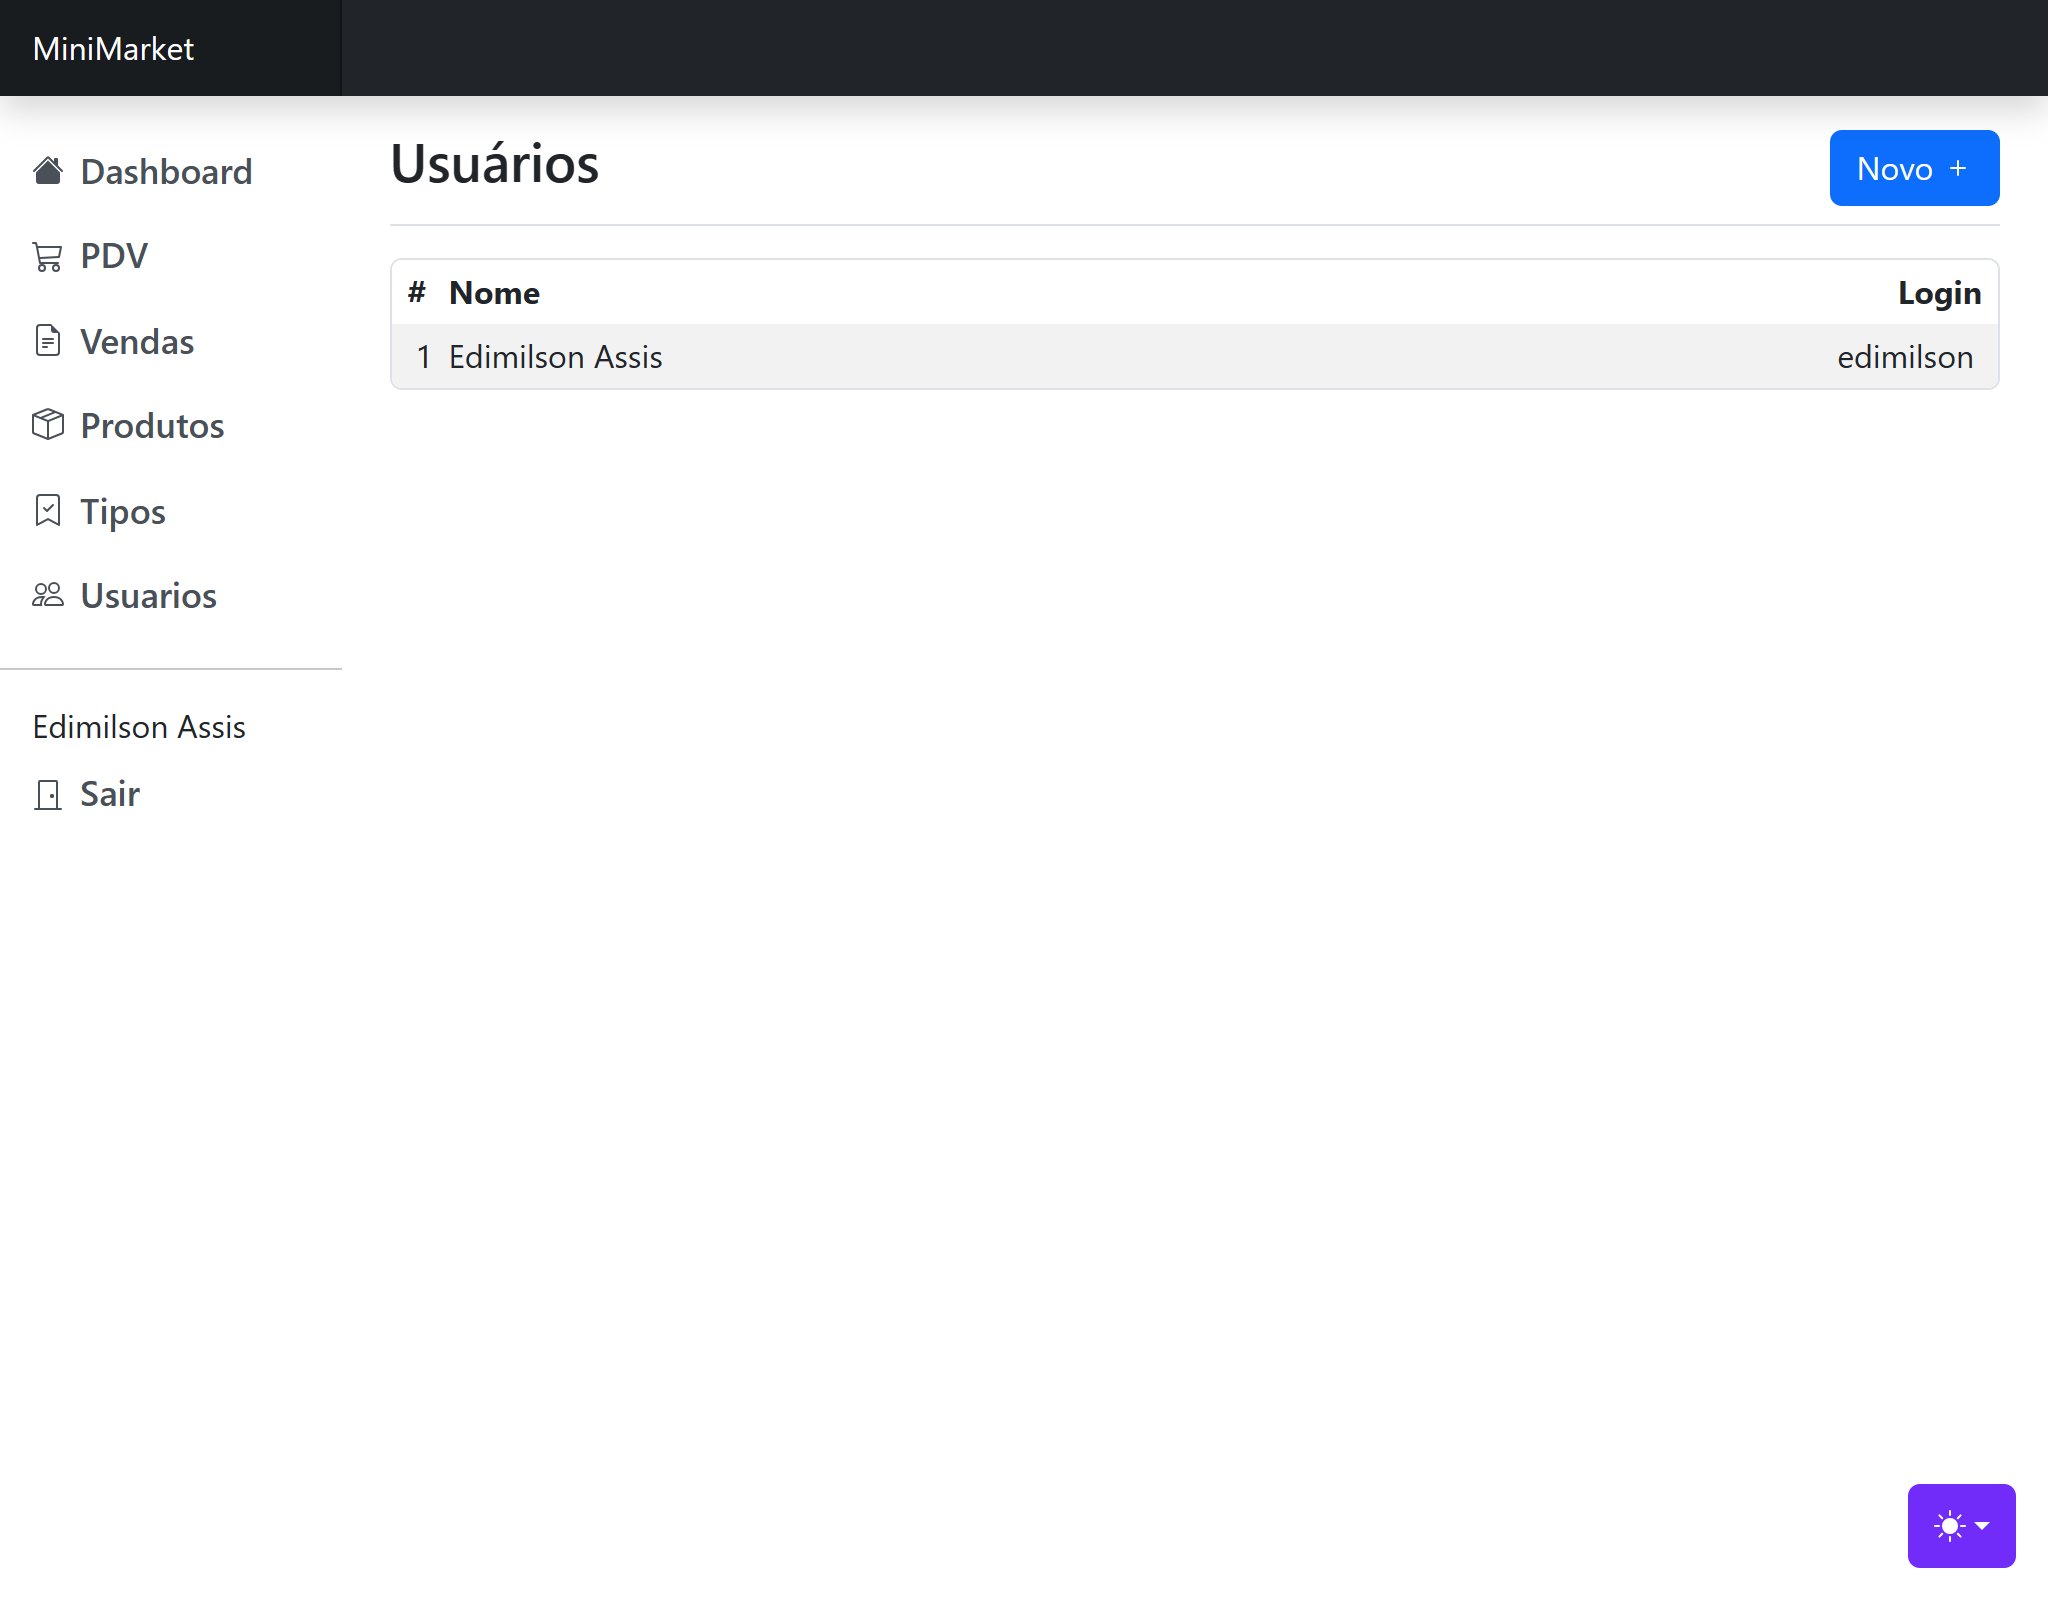 MiniMarket
Dashboard
PDV
Vendas
Produtos
Tipos
Usuarios
Edimilson Assis
Sair
Usuários
Novo +
# Nome Login
1 Edimilson Assis edimilson